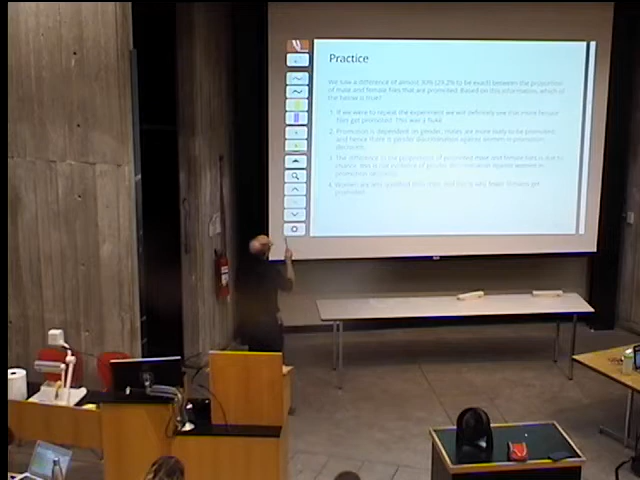 Practice
We saw a difference of almost 30% (29.2% to be exact) between the proportion
of male and female files that are promoted. Based on this information, which of
the below is true?
1. If we were to repeat the experiment we will definitely see that more female
files get promoted. This was a fluke.
2. Promotion is dependent on gender, males are more likely to be promoted,
and hence there is gender discrimination against women in promotion
decisions.
3. The difference in the proportions of promoted male and female files is due to
chance, this is not evidence of gender discrimination against women in
promotion decisions.
4. Women are less qualified than men, and this is why fewer females get
promoted.